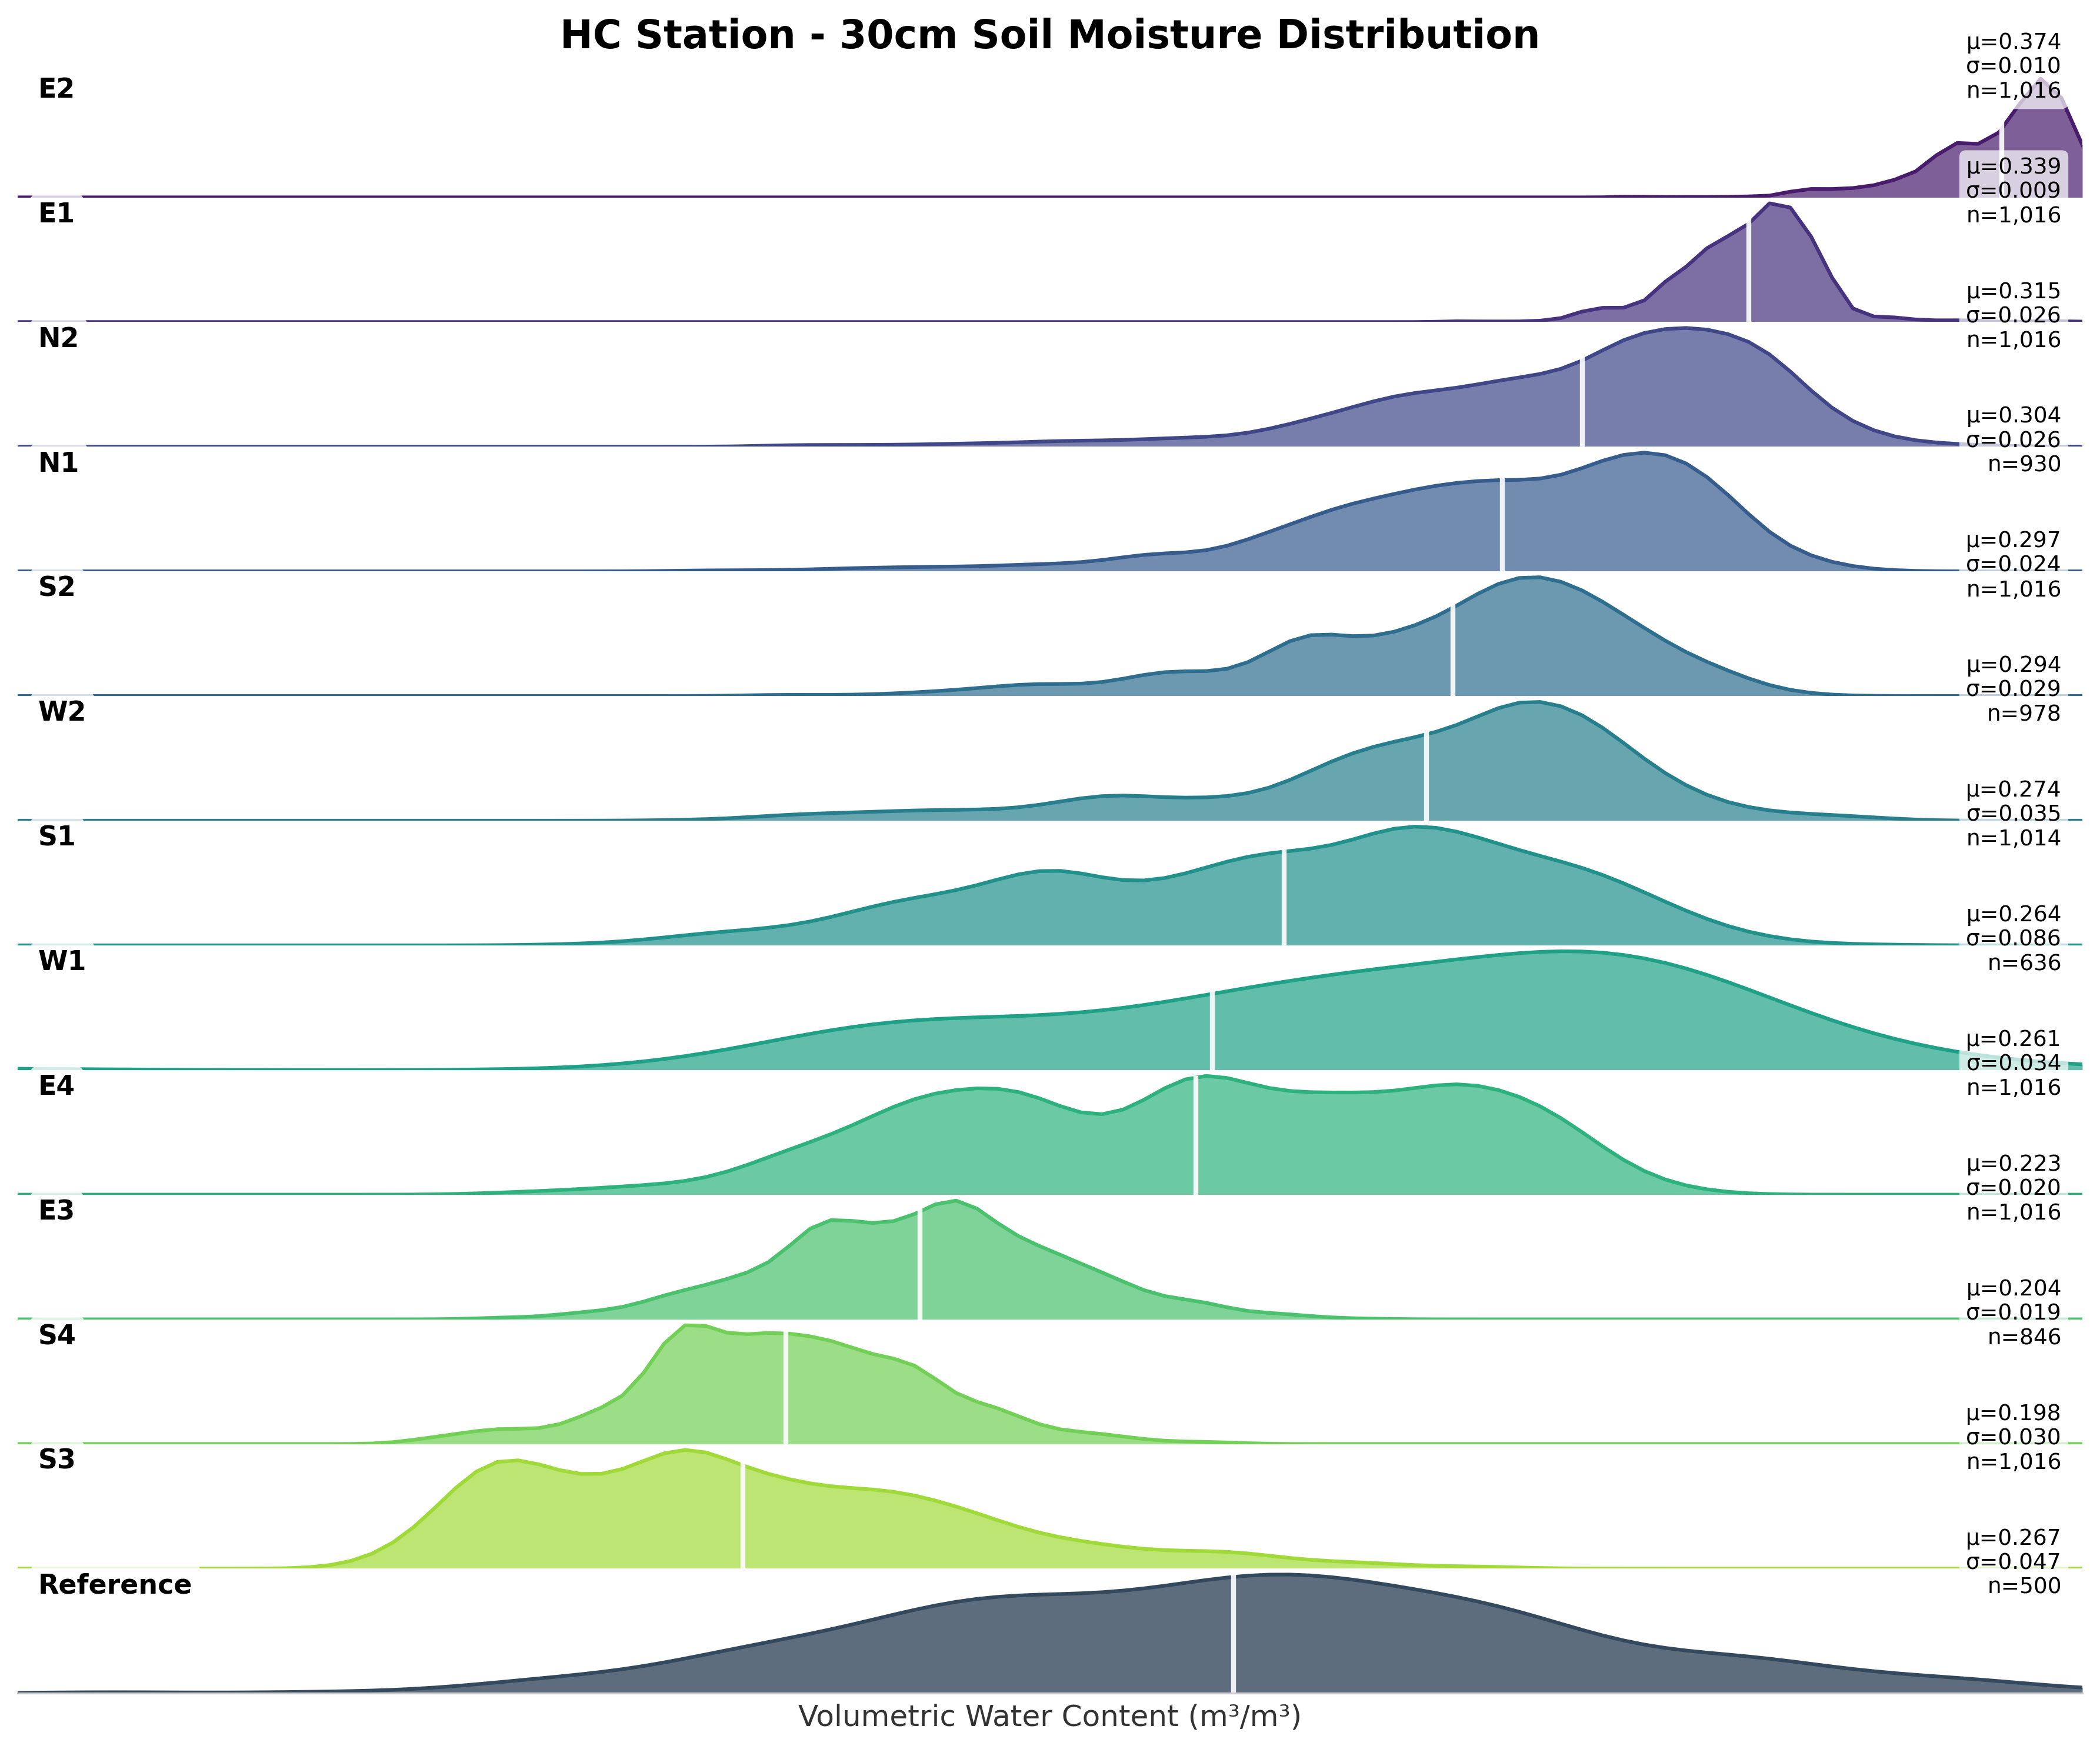 HC Station - 30cm Soil Moisture Distribution
μ=0.374
σ=0.010
n=1,016
E2
μ=0.339
σ=0.009
n=1,016
E1
μ=0.315
σ=0.026
n=1,016
N2
μ=0.304
σ=0.026
n=930
N1
μ=0.297
σ=0.024
n=1,016
S2
μ=0.294
σ=0.029
n=978
W2
μ=0.274
σ=0.035
n=1,014
S1
μ=0.264
σ=0.086
n=636
W1
μ=0.261
σ=0.034
n=1,016
E4
μ=0.223
σ=0.020
n=1,016
E3
μ=0.204
σ=0.019
n=846
S4
μ=0.198
σ=0.030
n=1,016
S3
μ=0.267
σ=0.047
n=500
Reference
Volumetric Water Content (m³/m³)